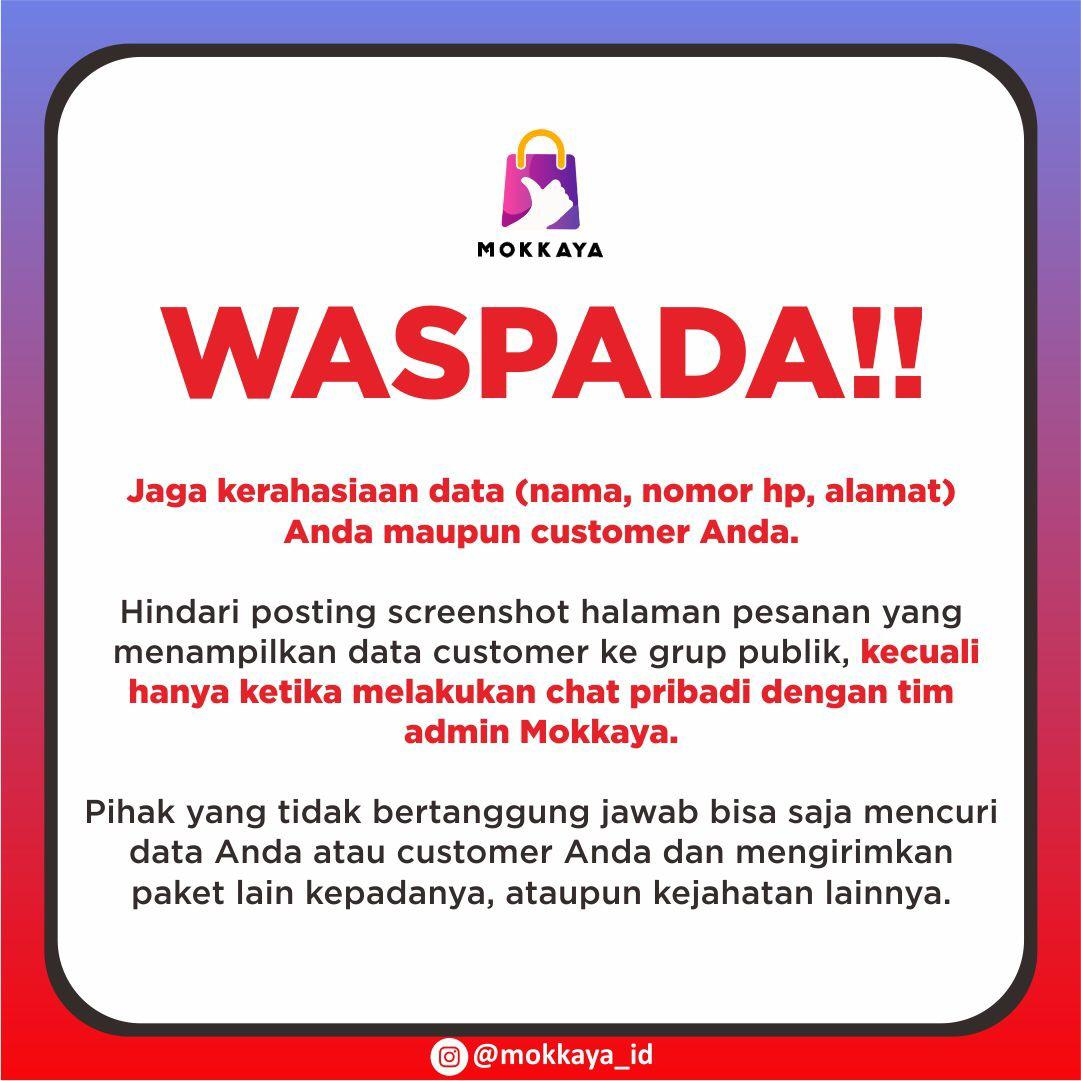 MOKKAYA
WASPADA!!
Jaga kerahasiaan data (nama, nomor hp, alamat)
Anda maupun customer Anda.
Hindari posting screenshot halaman pesanan yang
menampilkan data customer ke grup publik, kecuali
hanya ketika melakukan chat pribadi dengan tim
admin Mokkaya.
Pihak yang tidak bertanggung jawab bisa saja mencuri
data Anda atau customer Anda dan mengirimkan
paket lain kepadanya, ataupun kejahatan lainnya.
@mokkaya_id